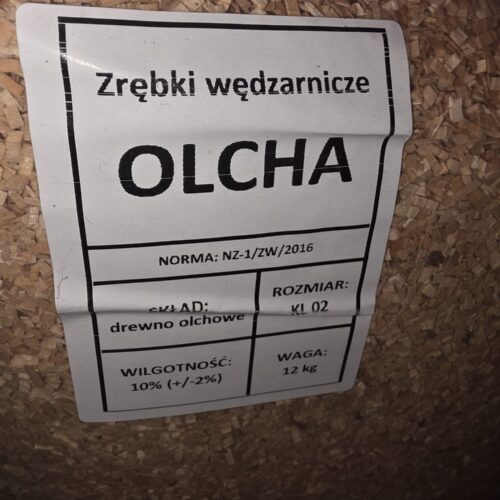 Zrębki wędzarnicze
OLCHA
NORMA: NZ-1/ZW/2016
SKŁAD:
drewno olchowe
ROZMIAR:
KL 02
WILGOTNOŚĆ:
10% (+/-2%)
WAGA:
12 kg